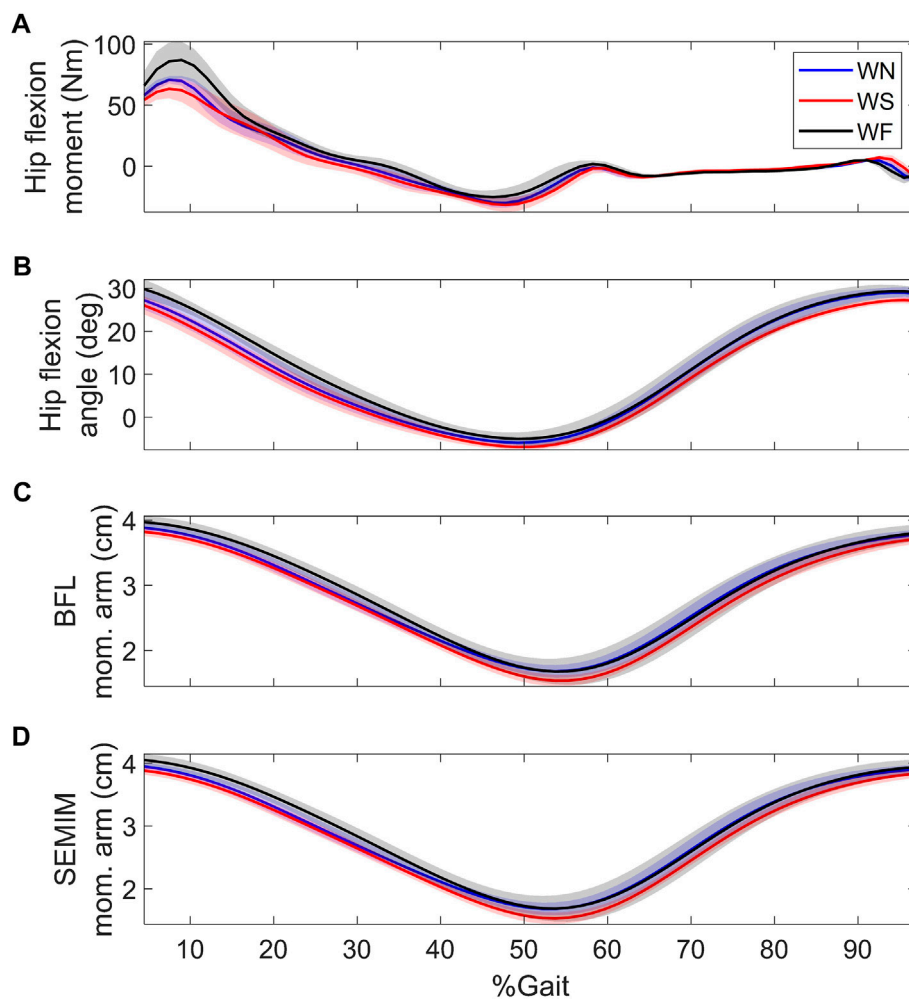 A
Hip flexion
moment (Nm)
100
50
0
WN
WS
WF
B
Hip flexion
angle (deg)
30
20
10
0
C
BFL
mom. arm (cm)
4
3
2
D
SEMIM
mom. arm (cm)
4
3
2
10 20 30 40 50 60 70 80 90
%Gait